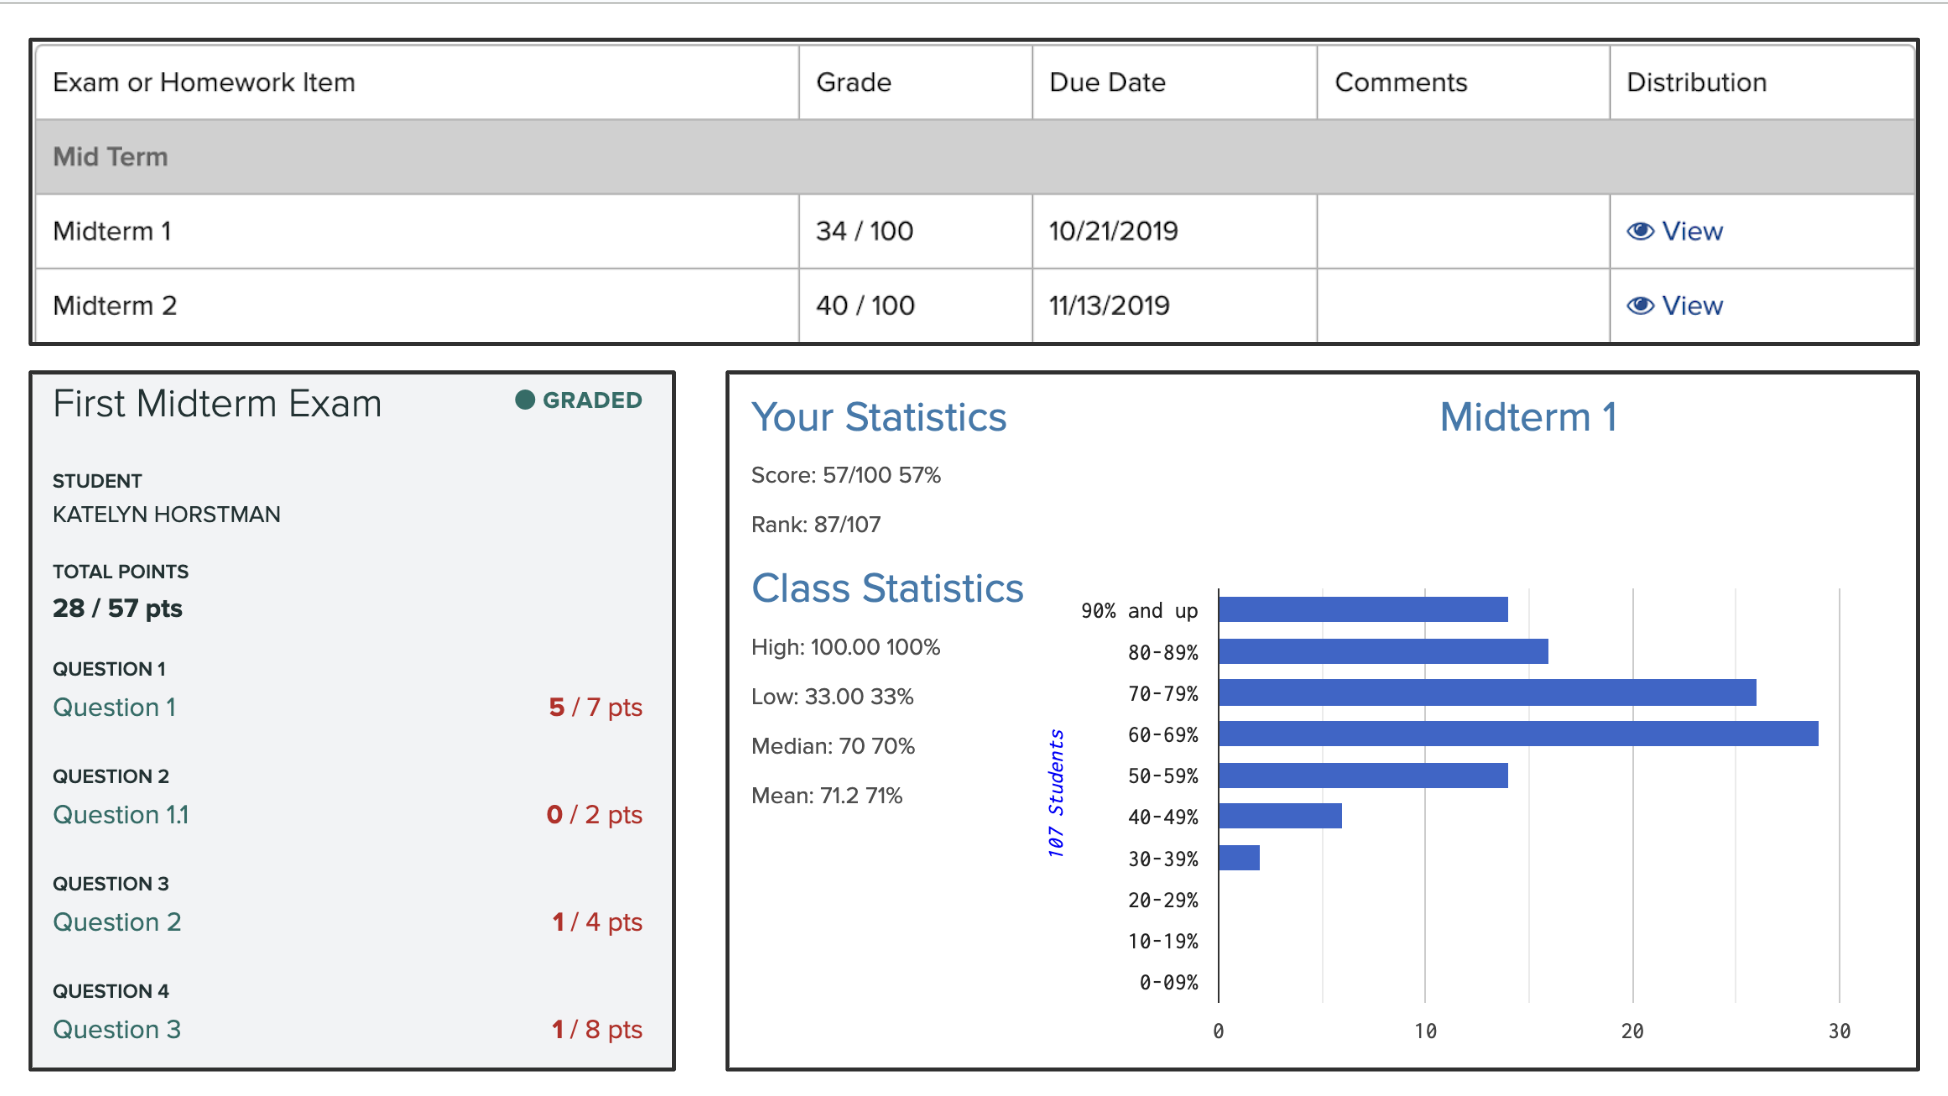 Exam or Homework Item Grade Due Date Comments Distribution
Mid Term
Midterm 1 34 / 100 10/21/2019 View
Midterm 2 40 / 100 11/13/2019 View
First Midterm Exam GRADED
STUDENT
KATELYN HORSTMAN
TOTAL POINTS
28 / 57 pts
QUESTION 1
Question 1 5 / 7 pts
QUESTION 2
Question 1.1 0 / 2 pts
QUESTION 3
Question 2 1 / 4 pts
QUESTION 4
Question 3 1 / 8 pts
Your Statistics
Score: 57/100 57%
Rank: 87/107
Class Statistics
High: 100.00 100%
Low: 33.00 33%
Median: 70 70%
Mean: 71.2 71%
Midterm 1
107 Students
90% and up
80-89%
70-79%
60-69%
50-59%
40-49%
30-39%
20-29%
10-19%
0-09%
0 10 20 30